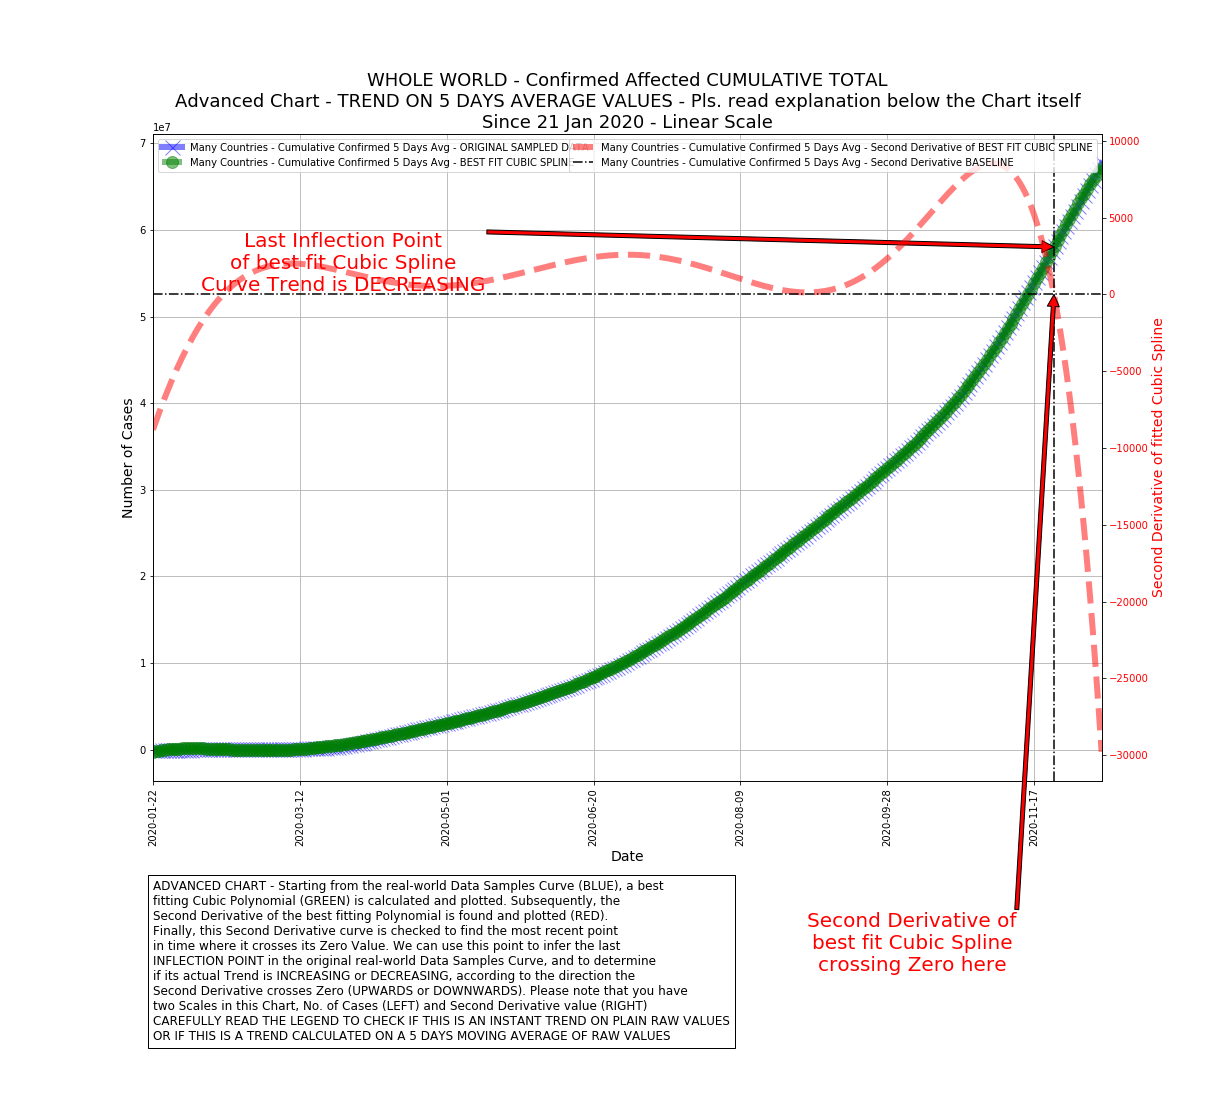 WHOLE WORLD - Confirmed Affected CUMULATIVE TOTAL
Advanced Chart - TREND ON 5 DAYS AVERAGE VALUES - Pls. read explanation below the Chart itself
Since 21 Jan 2020 - Linear Scale
1e7
Many Countries - Cumulative Confirmed 5 Days Avg - ORIGINAL SAMPLED DATA
Many Countries - Cumulative Confirmed 5 Days Avg - BEST FIT CUBIC SPLINE
Many Countries - Cumulative Confirmed 5 Days Avg - Second Derivative of BEST FIT CUBIC SPLINE
Many Countries - Cumulative Confirmed 5 Days Avg - Second Derivative BASELINE
Last Inflection Point
of best fit Cubic Spline
Curve Trend is DECREASING
7
6
5
4
3
2
1
0
Number of Cases
10000
5000
0
−5000
−10000
−15000
−20000
−25000
−30000
Second Derivative of fitted Cubic Spline
2020-01-22
2020-03-12
2020-05-01
2020-06-20
2020-08-09
2020-09-28
2020-11-17
Date
ADVANCED CHART - Starting from the real-world Data Samples Curve (BLUE), a best
fitting Cubic Polynomial (GREEN) is calculated and plotted. Subsequently, the
Second Derivative of the best fitting Polynomial is found and plotted (RED).
Finally, this Second Derivative curve is checked to find the most recent point
in time where it crosses its Zero Value. We can use this point to infer the last
INFLECTION POINT in the original real-world Data Samples Curve, and to determine
if its actual Trend is INCREASING or DECREASING, according to the direction the
Second Derivative crosses Zero (UPWARDS or DOWNWARDS). Please note that you have
two Scales in this Chart, No. of Cases (LEFT) and Second Derivative value (RIGHT)
CAREFULLY READ THE LEGEND TO CHECK IF THIS IS AN INSTANT TREND ON PLAIN RAW VALUES
OR IF THIS IS A TREND CALCULATED ON A 5 DAYS MOVING AVERAGE OF RAW VALUES
Second Derivative of
best fit Cubic Spline
crossing Zero here